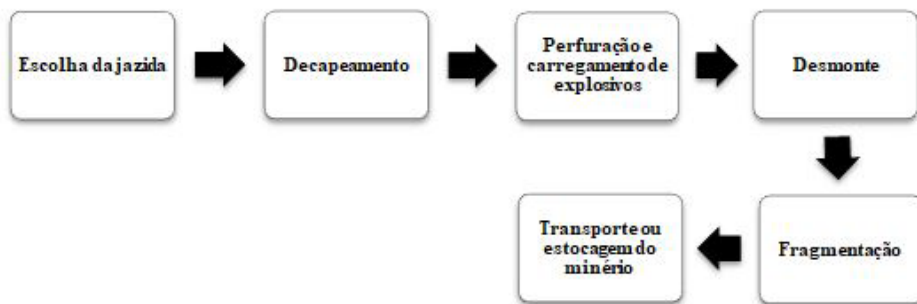 Escolha da jazida
Decapeamento
Perfuração e
carregamento de
explosivos
Desmonte
Fragmentação
Transporte ou
estocagem do
minério